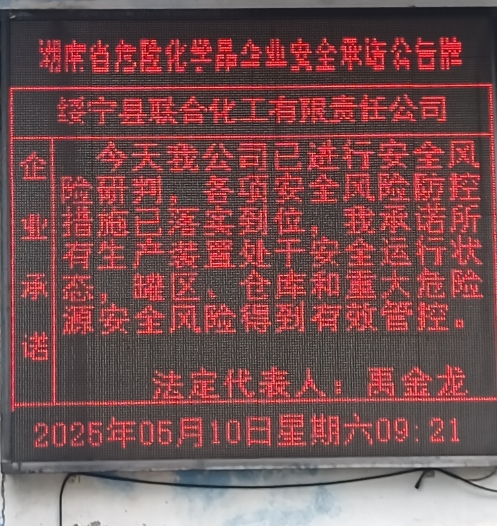 湖南省危险化学品企业安全承诺公告牌
绥宁县联合化工有限责任公司
企业承诺
今天我公司已进行安全风
险研判，各项安全风险防控
措施已落实到位，我承诺所
有生产装置处于安全运行状
态，罐区、仓库和重大危险
源安全风险得到有效管控。
法定代表人：禹金龙
2025年05月10日星期六09:21